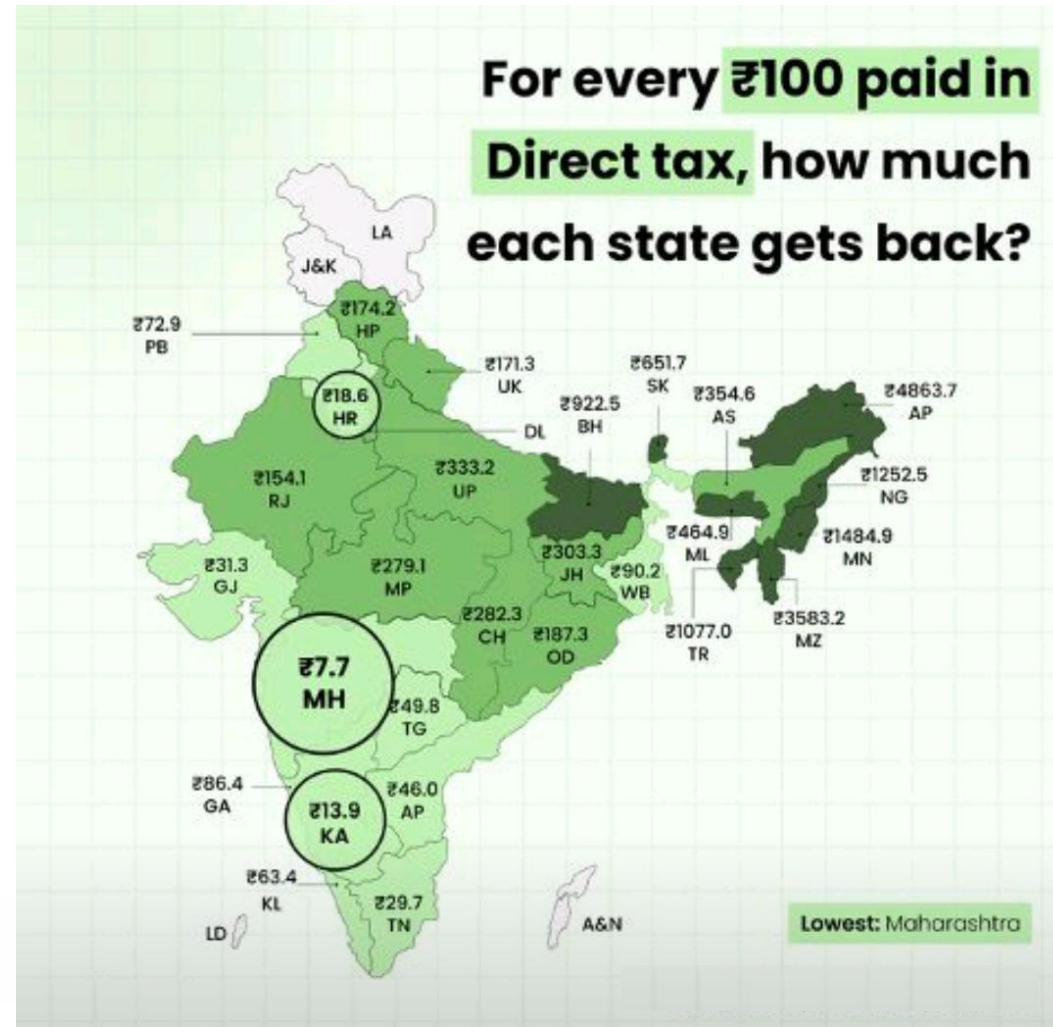 For every ₹100 paid in
Direct tax, how much
each state gets back?
LA
J&K
₹174.2
HP
₹72.9
PB
₹171.3
UK
₹18.6
HR
DL
₹922.5
BH
₹651.7
SK
₹354.6
AS
₹4863.7
AP
₹154.1
RJ
₹333.2
UP
₹1252.5
NG
₹464.9
ML
₹1484.9
MN
₹31.3
GJ
₹279.1
MP
₹303.3
JH
₹90.2
WB
₹282.3
CH
₹187.3
OD
₹1077.0
TR
₹3583.2
MZ
₹7.7
MH
₹49.8
TG
₹86.4
GA
₹13.9
KA
₹46.0
AP
₹63.4
KL
₹29.7
TN
LD
A&N
Lowest: Maharashtra